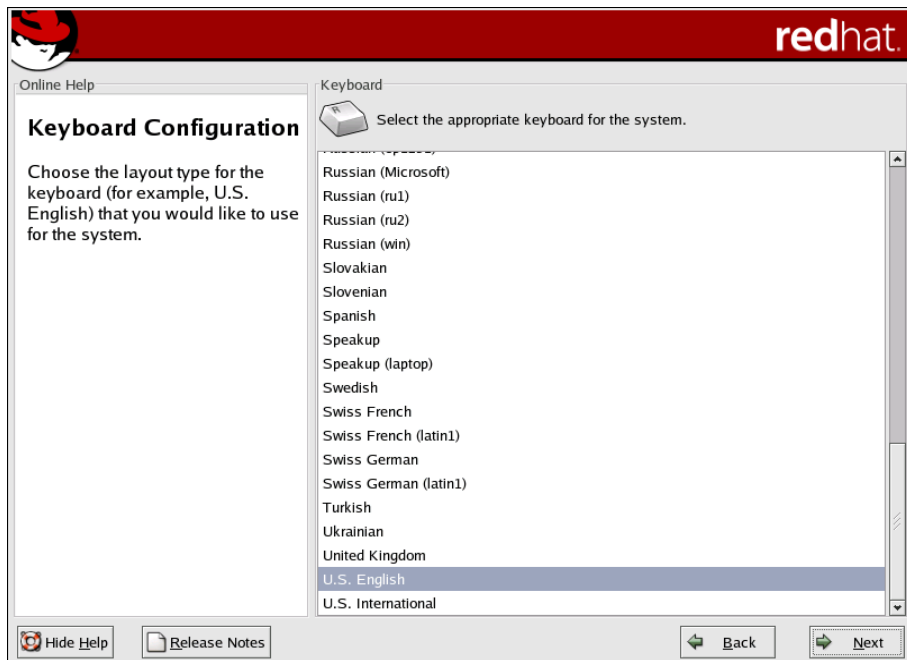 redhat.
Online Help
Keyboard Configuration
Choose the layout type for the
keyboard (for example, U.S.
English) that you would like to use
for the system.
Keyboard
R
Select the appropriate keyboard for the system.
Russian (Microsoft)
Russian (ru1)
Russian (ru2)
Russian (win)
Slovakian
Slovenian
Spanish
Speakup
Speakup (laptop)
Swedish
Swiss French
Swiss French (latin1)
Swiss German
Swiss German (latin1)
Turkish
Ukrainian
United Kingdom
U.S. English
U.S. International
Hide Help
Release Notes
Back
Next